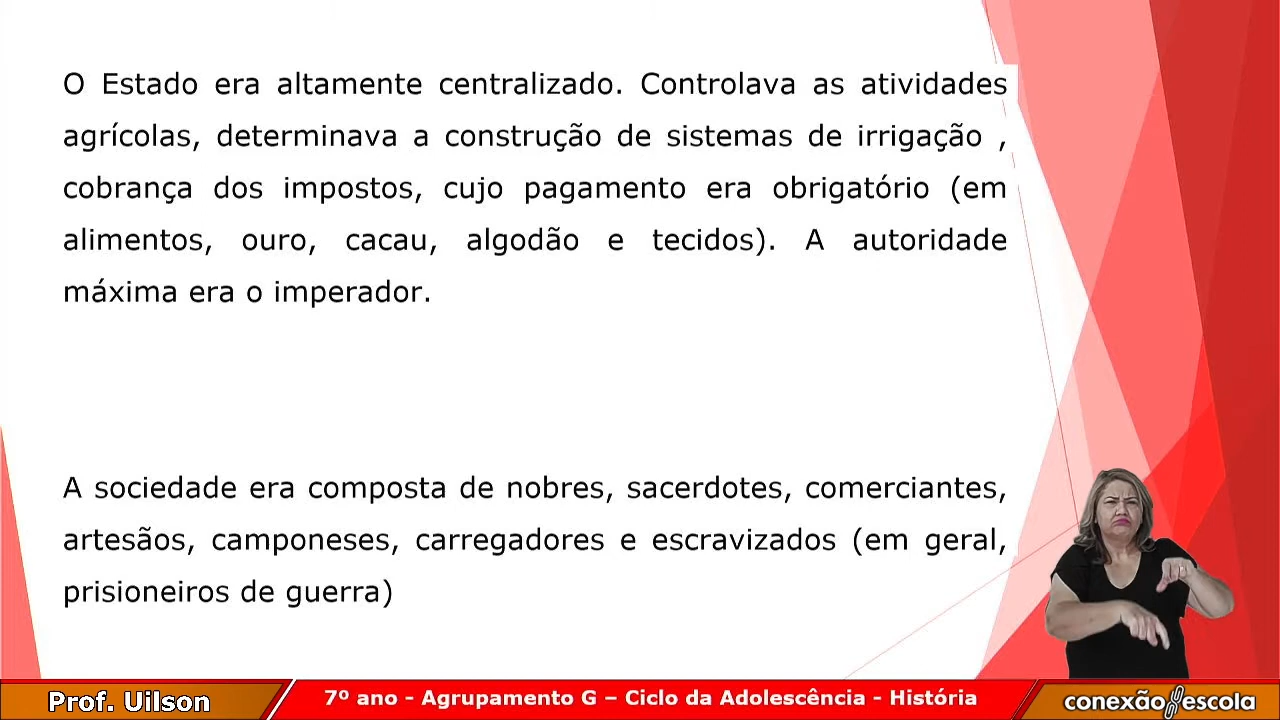 O Estado era altamente centralizado. Controlava as atividades
agrícolas, determinava a construção de sistemas de irrigação ,
cobrança dos impostos, cujo pagamento era obrigatório (em
alimentos, ouro, cacau, algodão e tecidos). A autoridade
máxima era o imperador.
A sociedade era composta de nobres, sacerdotes, comerciantes,
artesãos, camponeses, carregadores e escravizados (em geral,
prisioneiros de guerra)
Prof. Uilson
7º ano - Agrupamento G – Ciclo da Adolescência - História
conexão escola